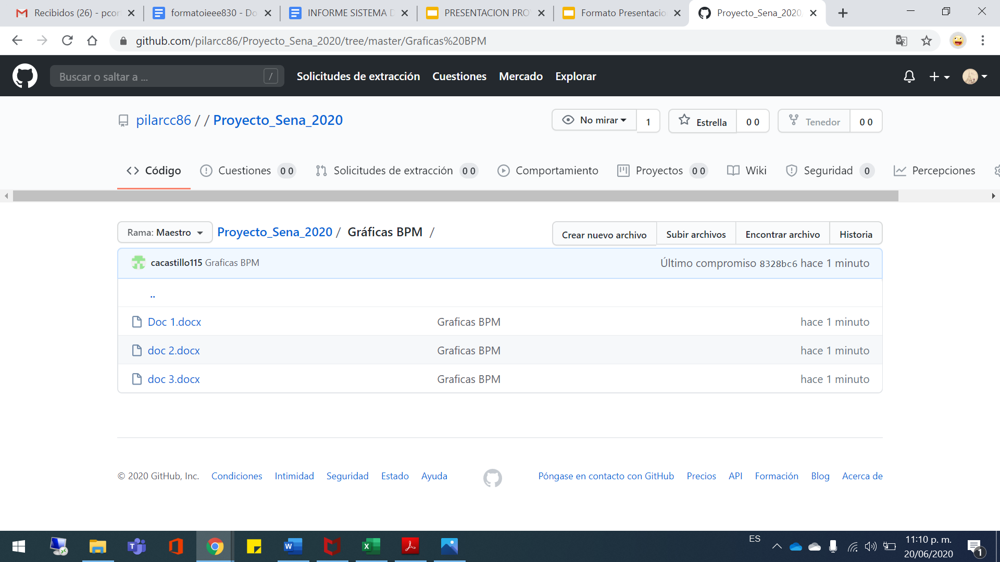 Recibidos (26) - pcor
formatoieee830 - Do
INFORME SISTEMA D
PRESENTACION PRO
Formato Presentacio
Proyecto_Sena_2020
github.com/pilarcc86/Proyecto_Sena_2020/tree/master/Graficas%20BPM
Buscar o saltar a ... /
Solicitudes de extracción Cuestiones Mercado Explorar
pilarcc86 / / Proyecto_Sena_2020
No mirar 1 Estrella 0 0 Tenedor 0 0
Código Cuestiones 0 0 Solicitudes de extracción 0 0 Comportamiento Proyectos 0 0 Wiki Seguridad 0 Percepciones
Rama: Maestro Proyecto_Sena_2020 / Gráficas BPM /
Crear nuevo archivo Subir archivos Encontrar archivo Historia
cacastillo115 Graficas BPM Último compromiso 8328bc6 hace 1 minuto
..
Doc 1.docx Graficas BPM hace 1 minuto
doc 2.docx Graficas BPM hace 1 minuto
doc 3.docx Graficas BPM hace 1 minuto
© 2020 GitHub, Inc. Condiciones Intimidad Seguridad Estado Ayuda Póngase en contacto con GitHub Precios API Formación Blog Acerca de
ES
11:10 p. m.
20/06/2020
1